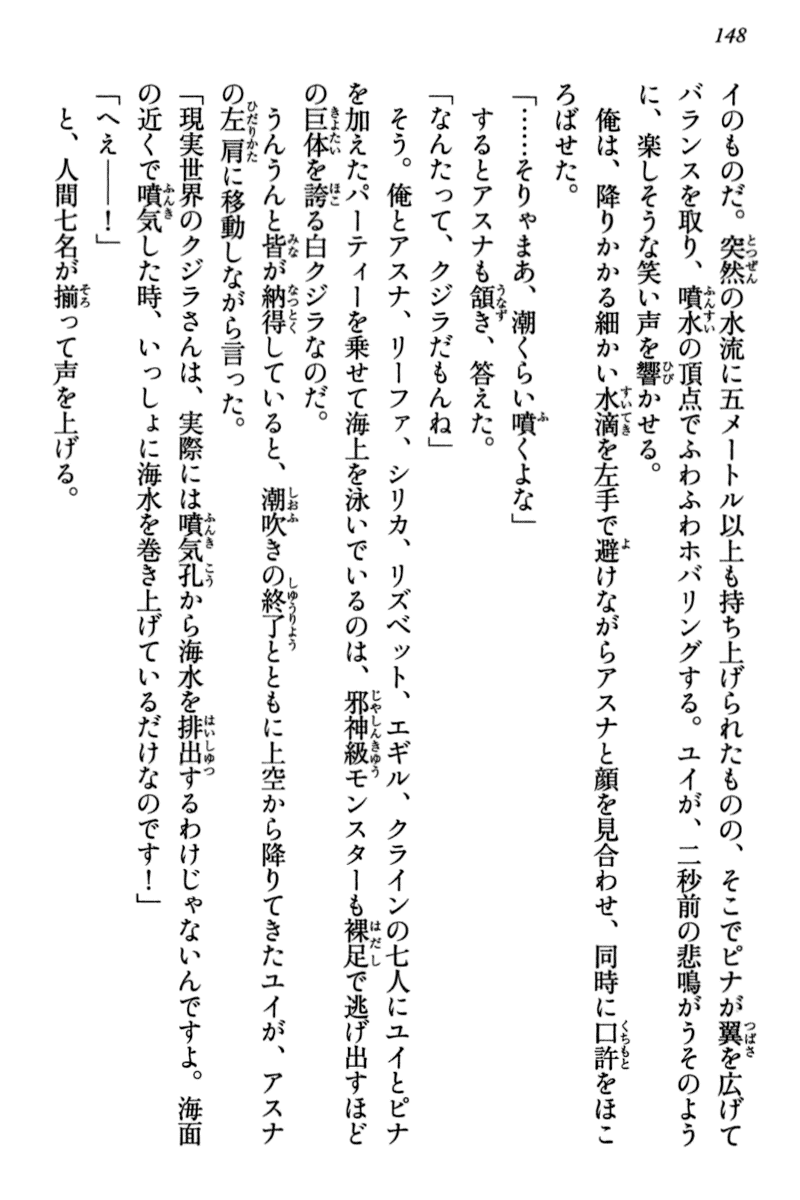 148
イのものだ。突然の水流に五メートル以上も持ち上げられたものの、そこでピナが翼を広げて
バランスを取り、噴水の頂点でふわふわホバリングする。ユイが、二秒前の悲鳴がうそのよう
に、楽しそうな笑い声を響かせる。
俺は、降りかかる細かい水滴を左手で避けながらアスナと顔を見合わせ、同時に口許をほこ
ろばせた。
「……そりゃまあ、潮くらい噴くよな」
するとアスナも頷き、答えた。
「なんたって、クジラだもんね」
そう。俺とアスナ、リーファ、シリカ、リズベット、エギル、クラインの七人にユイとピナ
を加えたパーティーを乗せて海上を泳いでいるのは、邪神級モンスターも裸足で逃げ出すほど
の巨体を誇る白クジラなのだ。
うんうんと皆が納得していると、潮吹きの終了とともに上空から降りてきたユイが、アスナ
の左肩に移動しながら言った。
「現実世界のクジラさんは、実際には噴気孔から海水を排出するわけじゃないんですよ。海面
の近くで噴気した時、いっしょに海水を巻き上げているだけなのです！」
「へえ――！」
と、人間七名が揃って声を上げる。